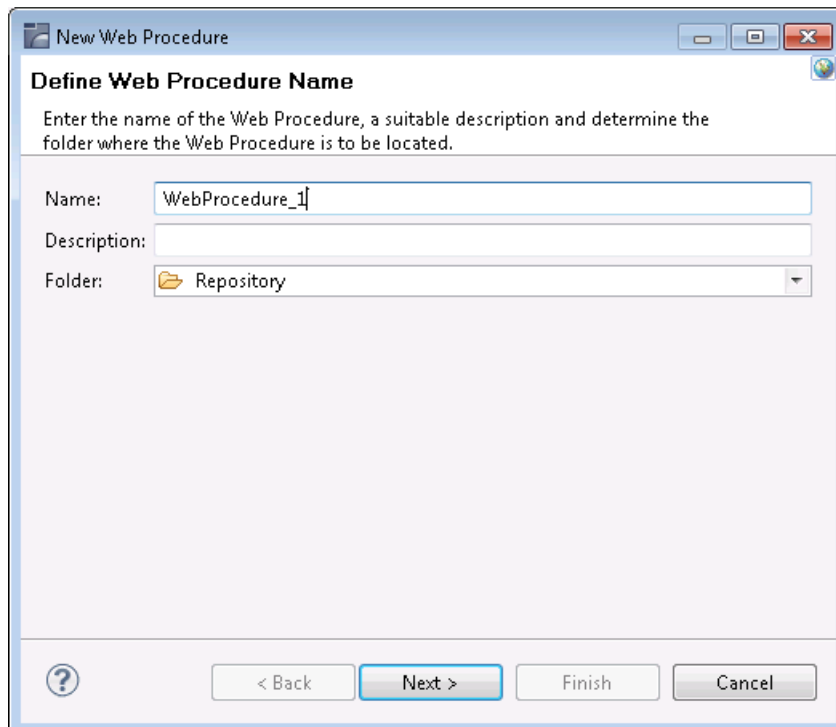 New Web Procedure
Define Web Procedure Name
Enter the name of the Web Procedure, a suitable description and determine the
folder where the Web Procedure is to be located.
Name: WebProcedure_1
Description:
Folder: Repository
? < Back Next > Finish Cancel